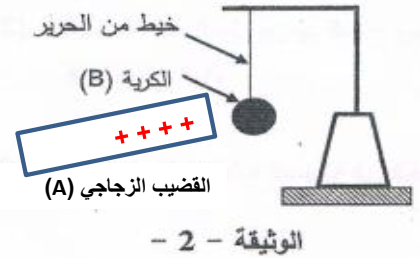 خيط من الحرير
الكرية (B)
++++
القضيب الزجاجي (A)
الوثيقة - 2 -